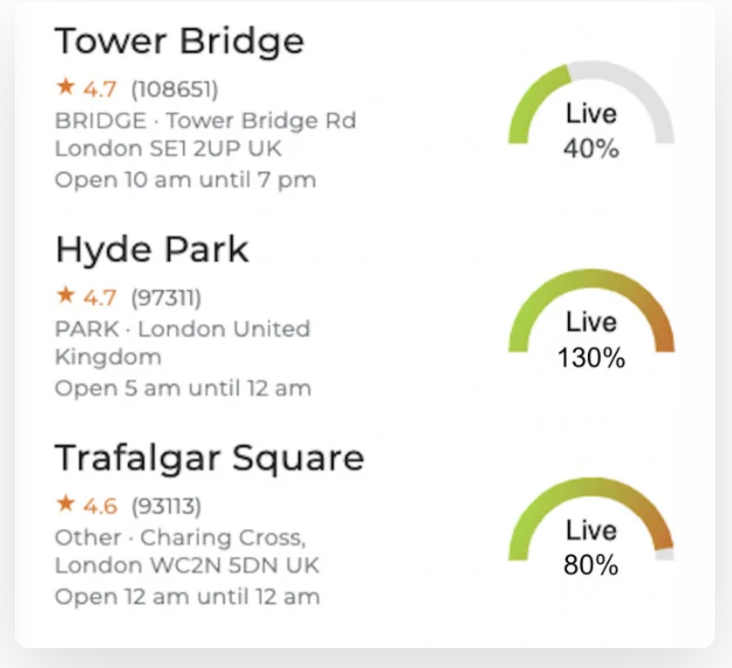 Tower Bridge
★ 4.7 (108651)
BRIDGE · Tower Bridge Rd
London SE1 2UP UK
Open 10 am until 7 pm
Live
40%
Hyde Park
★ 4.7 (97311)
PARK · London United
Kingdom
Open 5 am until 12 am
Live
130%
Trafalgar Square
★ 4.6 (93113)
Other · Charing Cross,
London WC2N 5DN UK
Open 12 am until 12 am
Live
80%